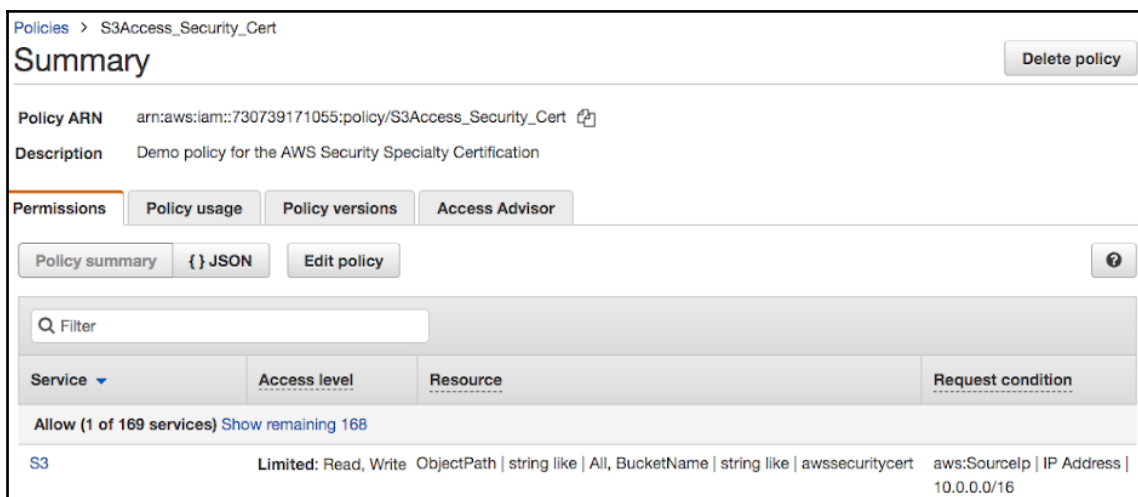 Policies > S3Access_Security_Cert
Summary
Delete policy
Policy ARN arn:aws:iam::730739171055:policy/S3Access_Security_Cert
Description Demo policy for the AWS Security Specialty Certification
Permissions Policy usage Policy versions Access Advisor
Policy summary { } JSON Edit policy ?
Filter
Service Access level Resource Request condition
Allow (1 of 169 services) Show remaining 168
S3 Limited: Read, Write ObjectPath | string like | All, BucketName | string like | awssecuritycert aws:SourceIp | IP Address |
10.0.0.0/16